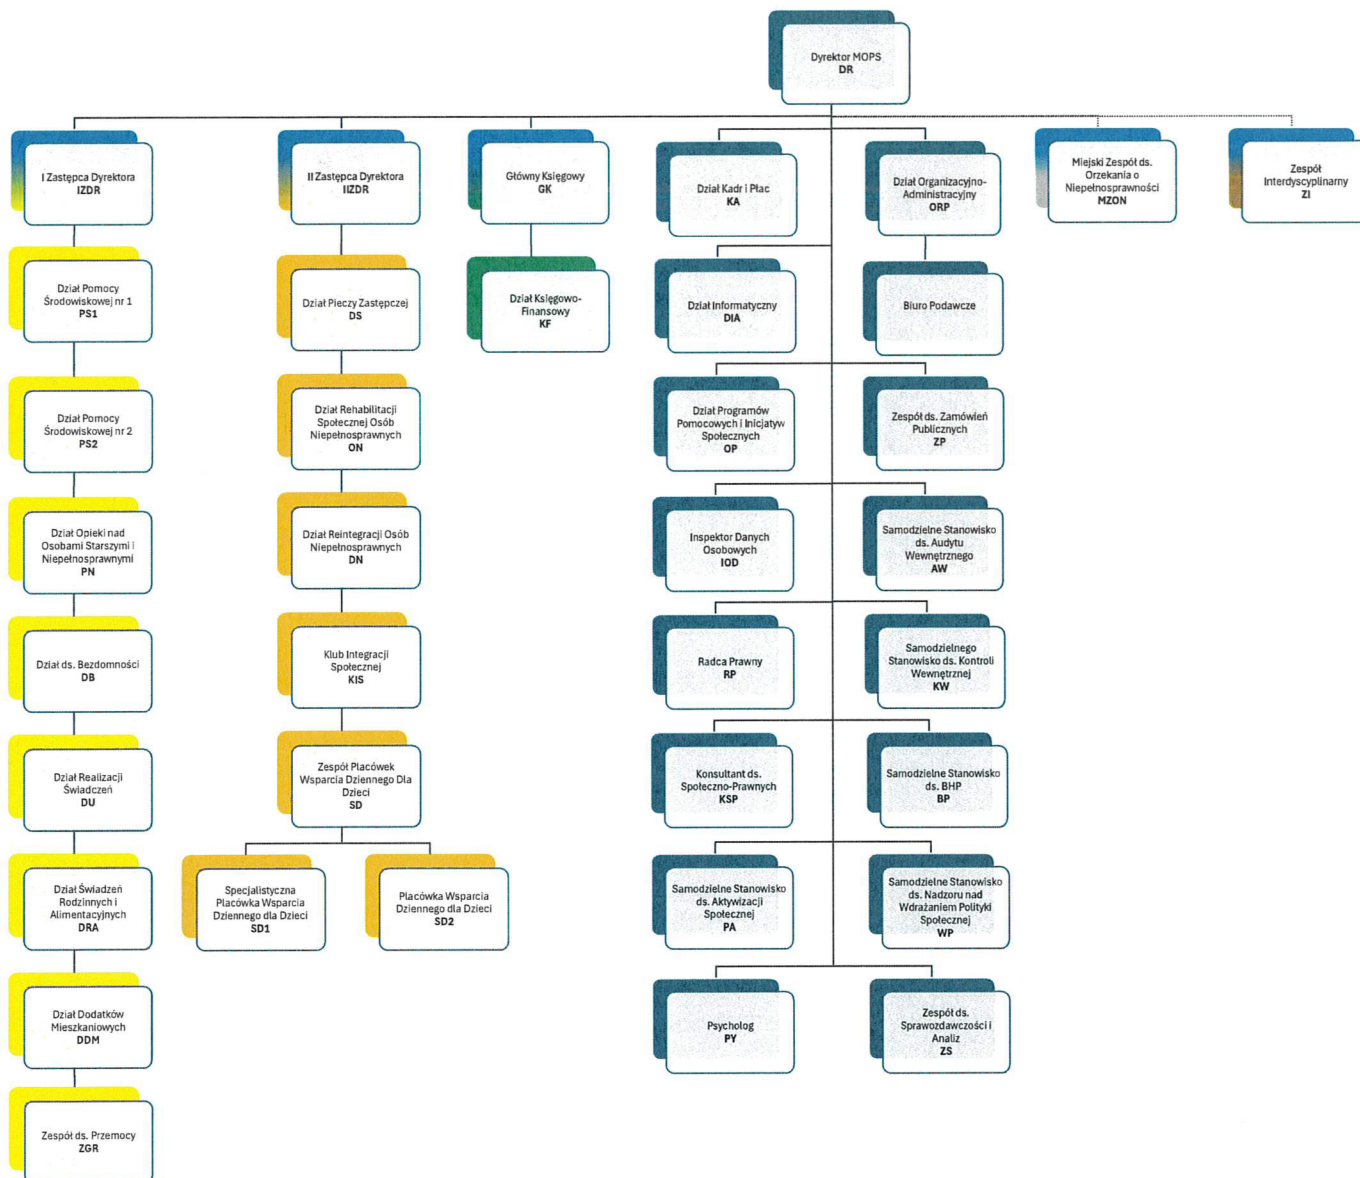 Dyrektor MOPS
DR
I Zastępca Dyrektora
IZDR
II Zastępca Dyrektora
IIZDR
Główny Księgowy
GK
Dział Kadr i Płac
KA
Dział Organizacyjno-
Administracyjny
ORP
Miejski Zespół ds.
Orzekania o
Niepełnosprawności
MZON
Zespół
Interdyscyplinarny
ZI
Dział Pomocy
Środowiskowej nr 1
PS1
Dział Pieczy Zastępczej
DS
Dział Księgowo-
Finansowy
KF
Dział Informatyczny
DIA
Biuro Podawcze
Dział Pomocy
Środowiskowej nr 2
PS2
Dział Rehabilitacji
Społecznej Osób
Niepełnosprawnych
ON
Dział Programów
Pomocowych i Inicjatyw
Społecznych
OP
Zespół ds. Zamówień
Publicznych
ZP
Dział Opieki nad
Osobami Starszymi i
Niepełnosprawnymi
PN
Dział Reintegracji Osób
Niepełnosprawnych
DN
Inspektor Danych
Osobowych
IOD
Samodzielne Stanowisko
ds. Audytu
Wewnętrznego
AW
Dział ds. Bezdomności
DB
Klub Integracji
Społecznej
KIS
Radca Prawny
RP
Samodzielnego
Stanowisko ds. Kontroli
Wewnętrznej
KW
Dział Realizacji
Świadczeń
DU
Zespół Placówek
Wsparcia Dziennego Dla
Dzieci
SD
Konsultant ds.
Społeczno-Prawnych
KSP
Samodzielne Stanowisko
ds. BHP
BP
Dział Świadzeń
Rodzinnych i
Alimentacyjnych
DRA
Specjalistyczna
Placówka Wsparcia
Dziennego dla Dzieci
SD1
Placówka Wsparcia
Dziennego dla Dzieci
SD2
Samodzielne Stanowisko
ds. Aktywizacji
Społecznej
PA
Samodzielne Stanowisko
ds. Nadzoru nad
Wdrażaniem Polityki
Społecznej
WP
Dział Dodatków
Mieszkaniowych
DDM
Psycholog
PY
Zespół ds.
Sprawozdawczości i
Analiz
ZS
Zespół ds. Przemocy
ZGR